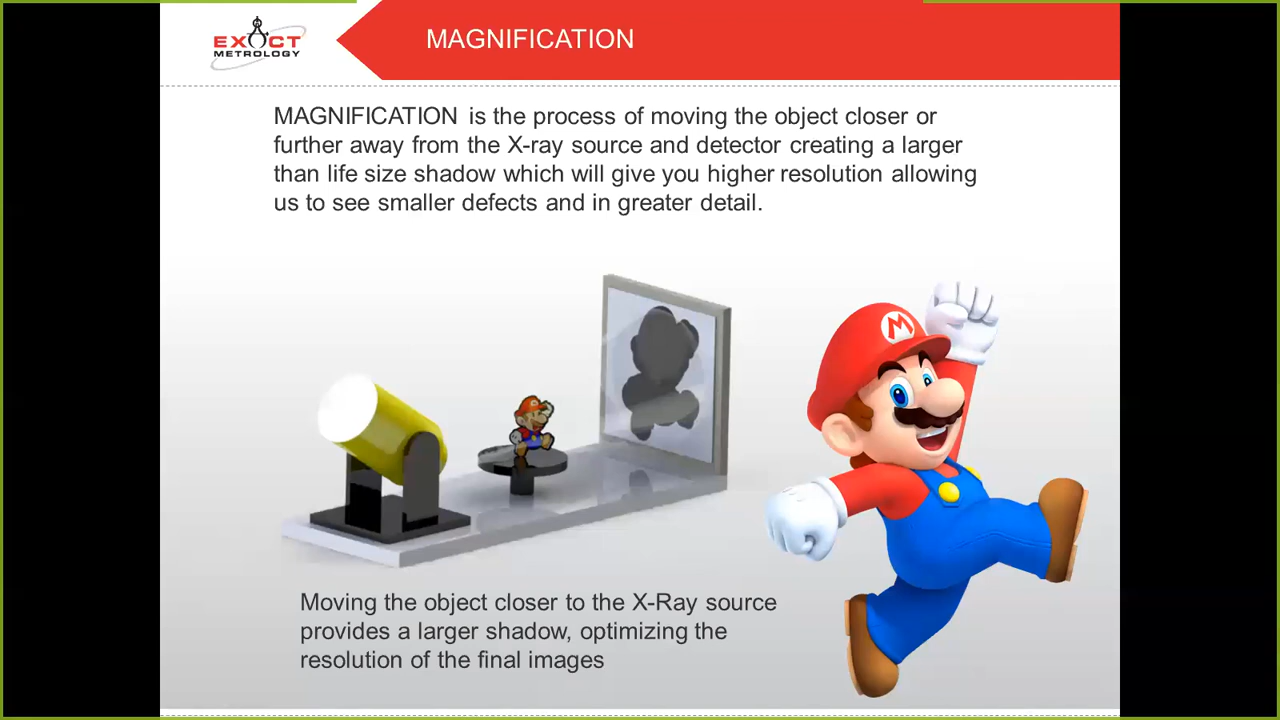 EXACT
METROLOGY
MAGNIFICATION
MAGNIFICATION is the process of moving the object closer or
further away from the X-ray source and detector creating a larger
than life size shadow which will give you higher resolution allowing
us to see smaller defects and in greater detail.
M
Moving the object closer to the X-Ray source
provides a larger shadow, optimizing the
resolution of the final images